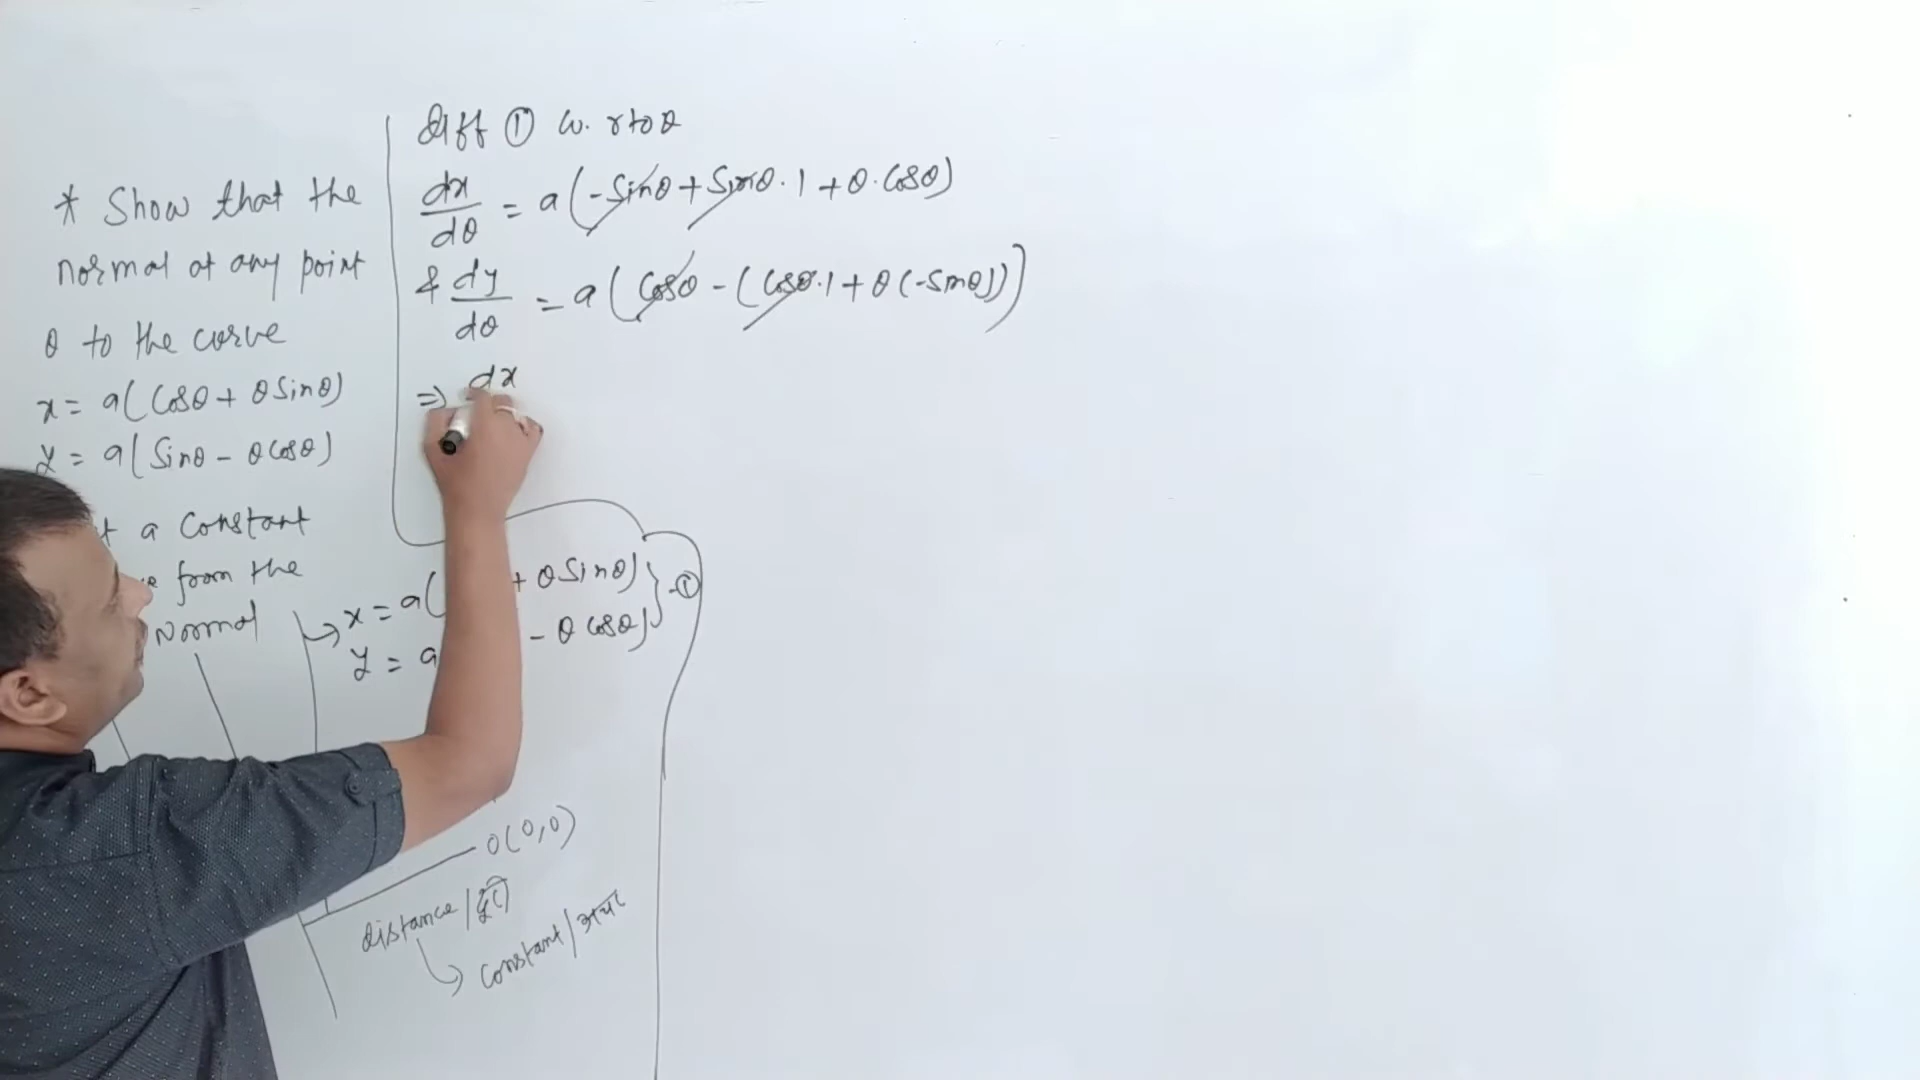 * Show that the
normal at any point
θ to the curve
x = a(Cosθ + θ Sinθ)
y = a(Sinθ - θ Cosθ)
a Constant
from the
Normal
diff ① w. r to θ
dx/dθ = a(-Sinθ + Sinθ.1 + θ.Cosθ)
& dy/dθ = a(Cosθ - (Cosθ.1 + θ(-Sinθ)))
⇒ dx
x = a( + θ Sinθ)
y = a - θ Cosθ)
} -①
O(0,0)
distance/दूरी
constant/अचर